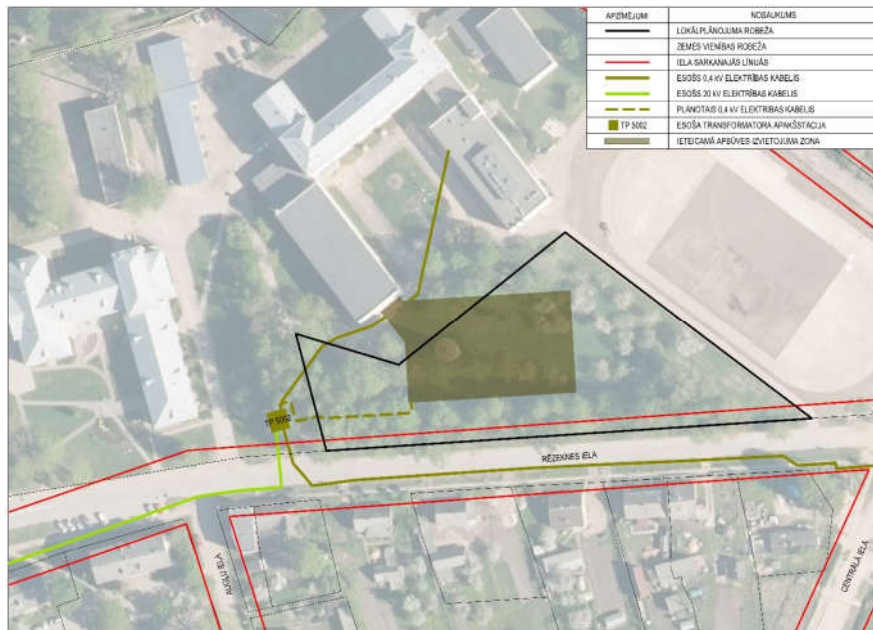 APZĪMĒJUMI NOSAUKUMS
LOKĀLPLĀNOJUMA ROBEŽA
ZEMES VIENĪBAS ROBEŽA
IELA SARKANAJĀS LĪNIJĀS
ESOŠS 0,4 kV ELEKTRĪBAS KABELIS
ESOŠS 20 kV ELEKTRĪBAS KABELIS
PLĀNOTAIS 0,4 kV ELEKTRĪBAS KABELIS
TP 5002 ESOŠA TRANSFORMATORA APAKŠSTACIJA
IETEICAMĀ APBŪVES IZVIETOJUMA ZONA
TP 5002
RĒZEKNES IELA
CENTRĀLĀ IELA